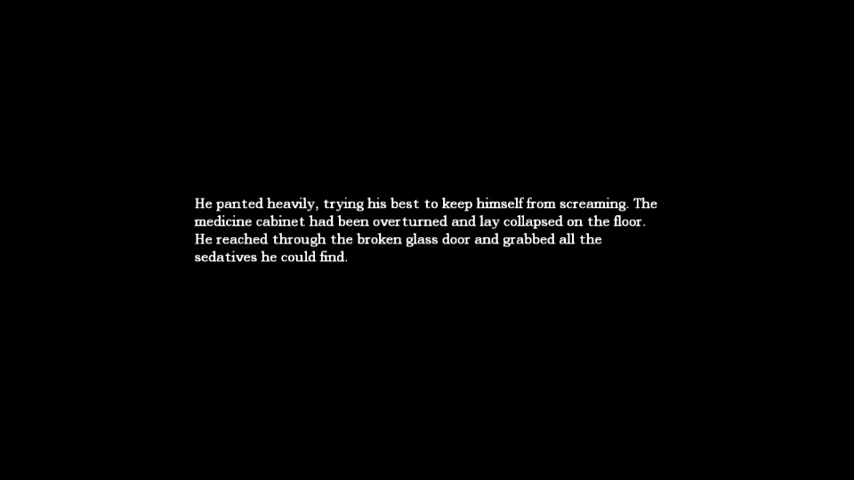 He panted heavily, trying his best to keep himself from screaming. The
medicine cabinet had been overturned and lay collapsed on the floor.
He reached through the broken glass door and grabbed all the
sedatives he could find.